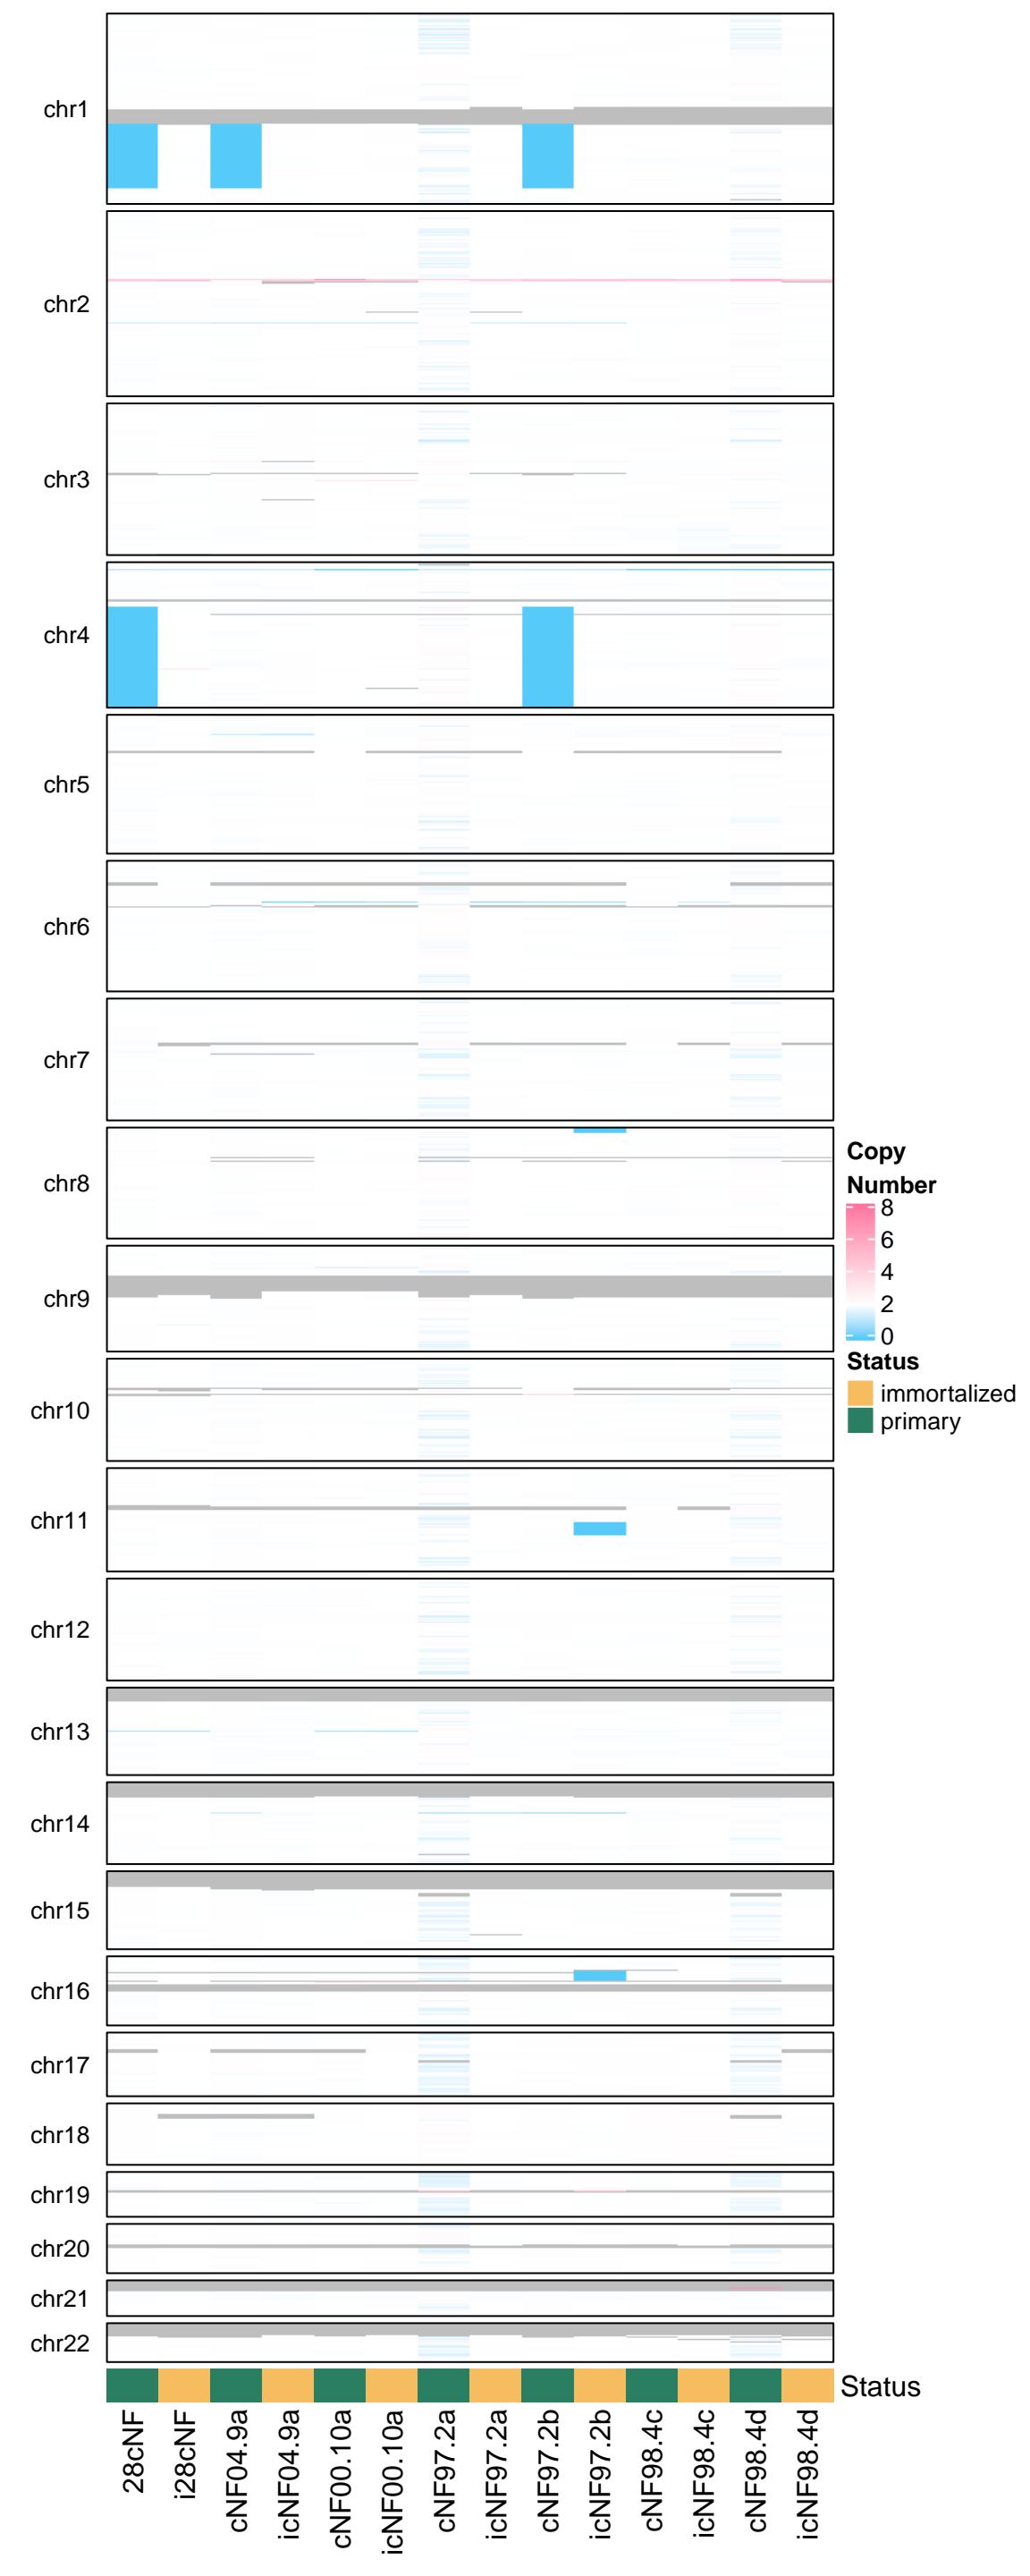 chr1
chr2
chr3
chr4
chr5
chr6
chr7
chr8
chr9
chr10
chr11
chr12
chr13
chr14
chr15
chr16
chr17
chr18
chr19
chr20
chr21
chr22
Copy
Number
8
6
4
2
0
Status
immortalized
primary
Status
28cNF
i28cNF
cNF04.9a
icNF04.9a
cNF00.10a
icNF00.10a
cNF97.2a
icNF97.2a
cNF97.2b
icNF97.2b
cNF98.4c
icNF98.4c
cNF98.4d
icNF98.4d